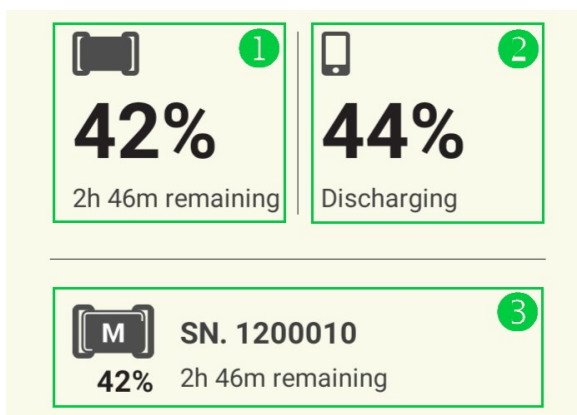 1
2
42%
44%
2h 46m remaining
Discharging
3
M
SN. 1200010
42%
2h 46m remaining